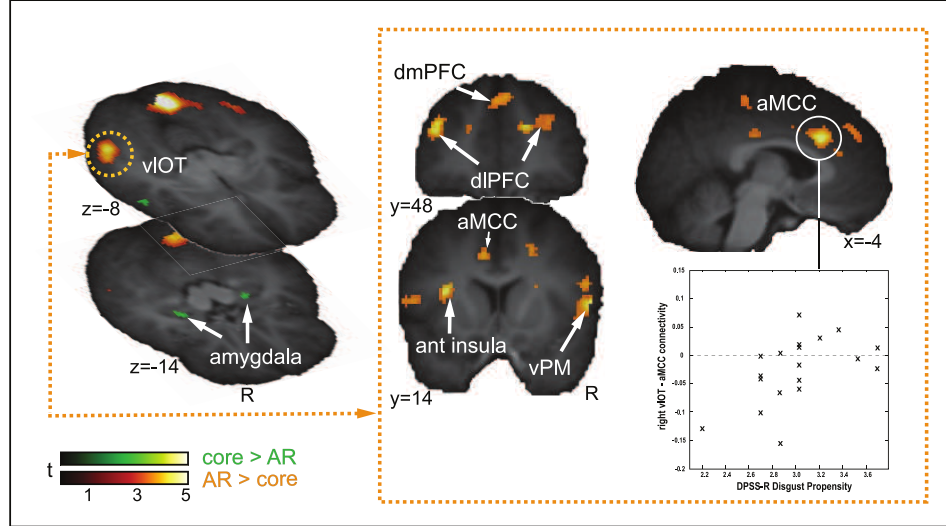 vlOT
z=-8
amygdala
z=-14
R
t
core > AR
AR > core
1 3 5
dmPFC
dlPFC
y=48
aMCC
ant insula
vPM
y=14
R
aMCC
x=-4
right vlOT - aMCC connectivity
0.15
0.1
0.05
0
-0.05
-0.1
-0.15
-0.2
2.2 2.4 2.6 2.8 3.0 3.2 3.4 3.6
DPSS-R Disgust Propensity